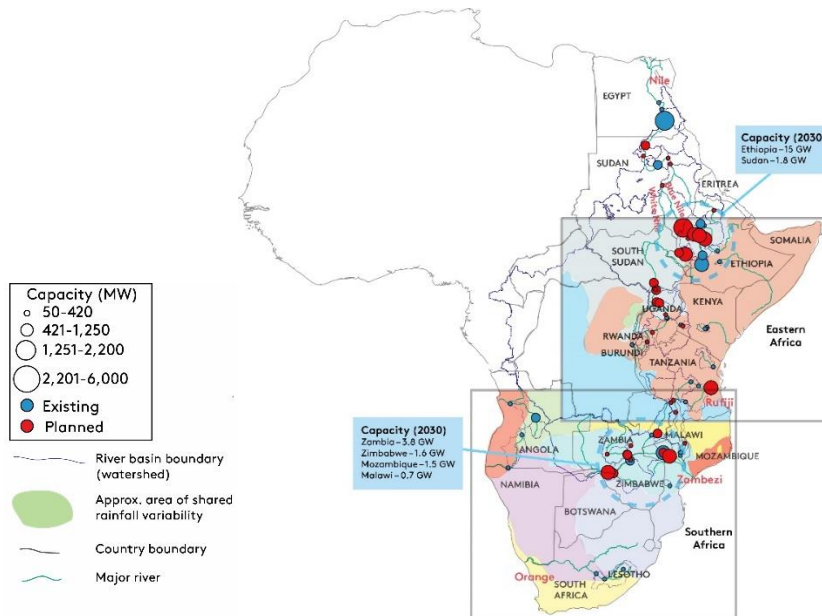 Nile
EGYPT
Capacity (2030)
Ethiopia–15 GW
Sudan–1.8 GW
SUDAN
ERITREA
Blue Nile
White Nile
SOMALIA
SOUTH
SUDAN
ETHIOPIA
Capacity (MW)
50–420
421–1,250
1,251–2,200
2,201–6,000
Existing
Planned
River basin boundary
(watershed)
Approx. area of shared
rainfall variability
Country boundary
Major river
UGANDA
KENYA
RWANDA
BURUNDI
Eastern
Africa
TANZANIA
Rufiji
Capacity (2030)
Zambia–3.8 GW
Zimbabwe–1.6 GW
Mozambique–1.5 GW
Malawi–0.7 GW
ANGOLA
ZAMBIA
MALAWI
MOZAMBIQUE
Zambezi
NAMIBIA
ZIMBABWE
BOTSWANA
Southern
Africa
Orange
SOUTH
AFRICA
LESOTHO